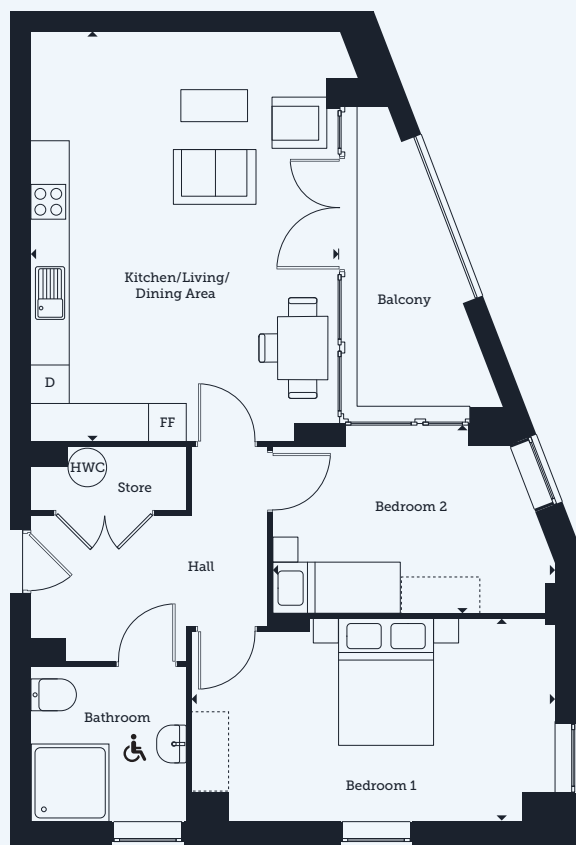 Kitchen/Living/
Dining Area
Balcony
D
FF
HWC
Store
Bedroom 2
Hall
Bathroom
Bedroom 1